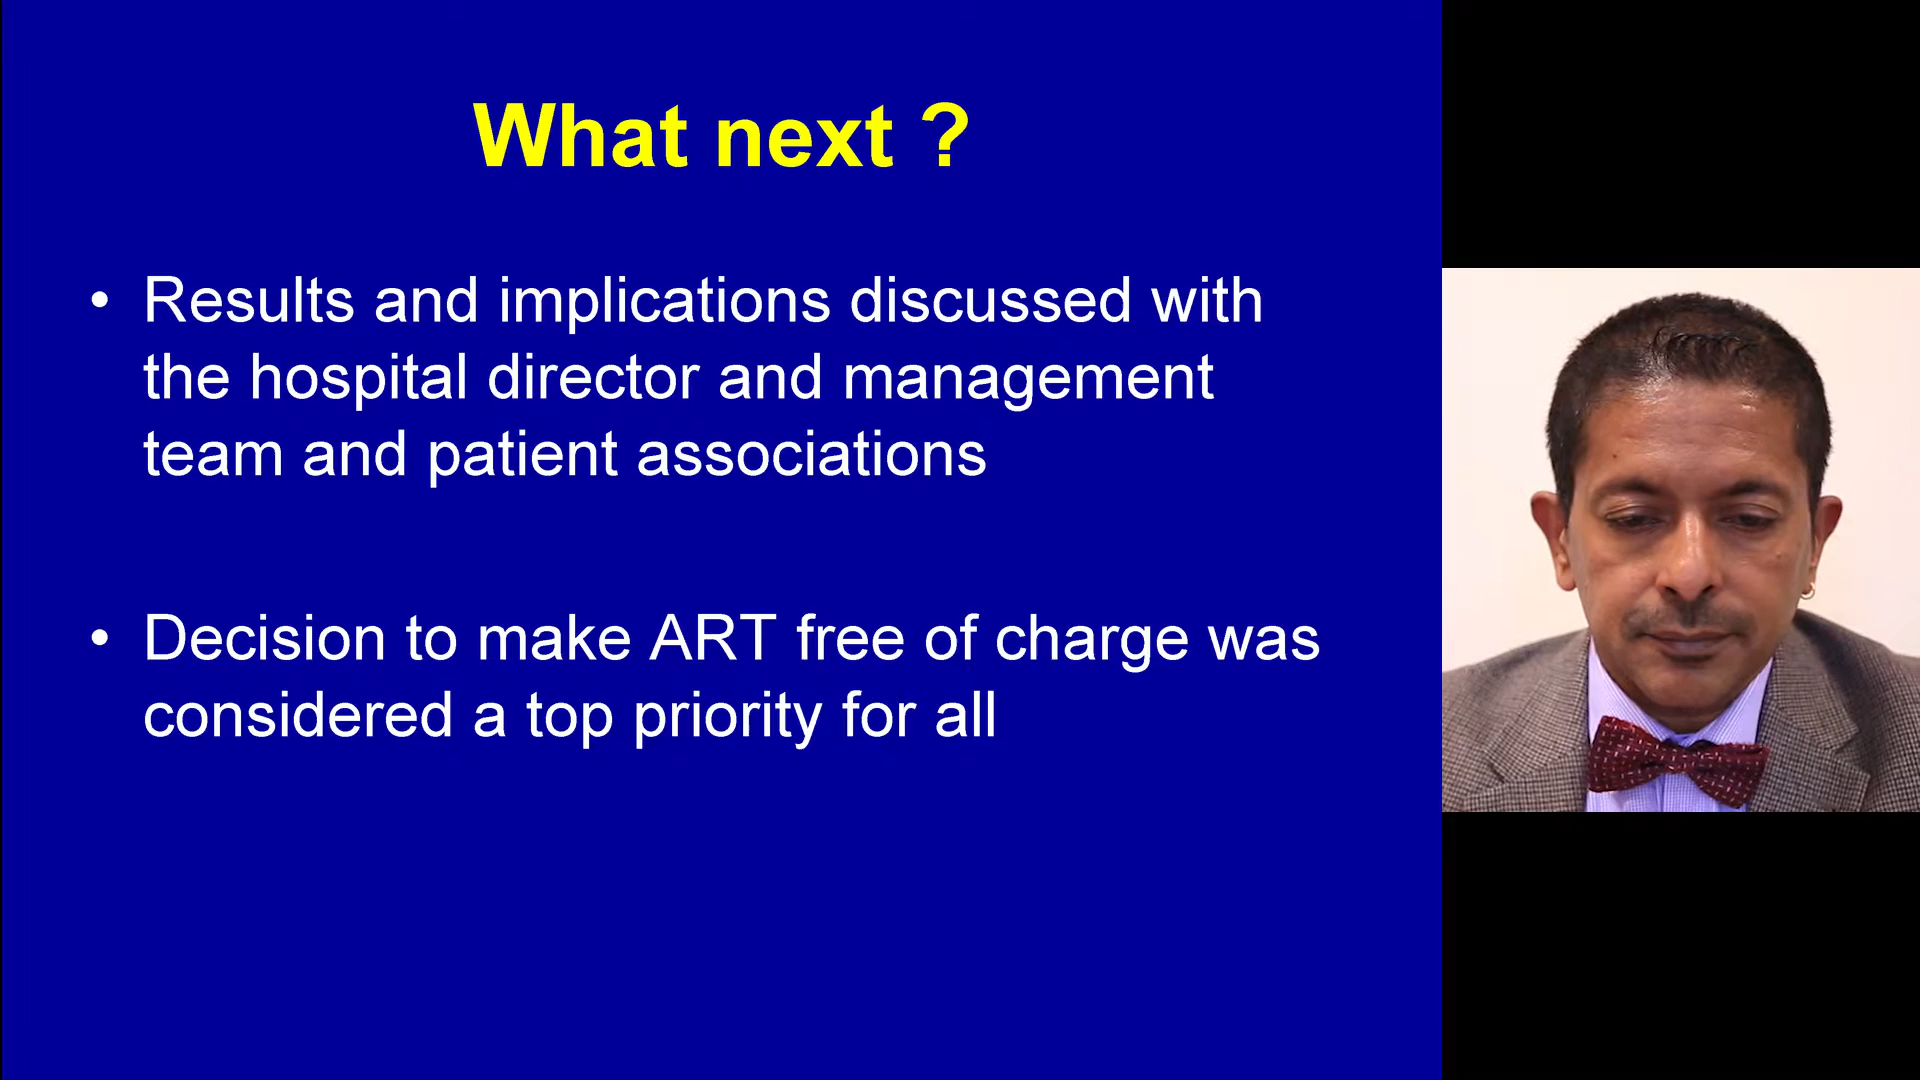 What next ?
• Results and implications discussed with
the hospital director and management
team and patient associations
• Decision to make ART free of charge was
considered a top priority for all